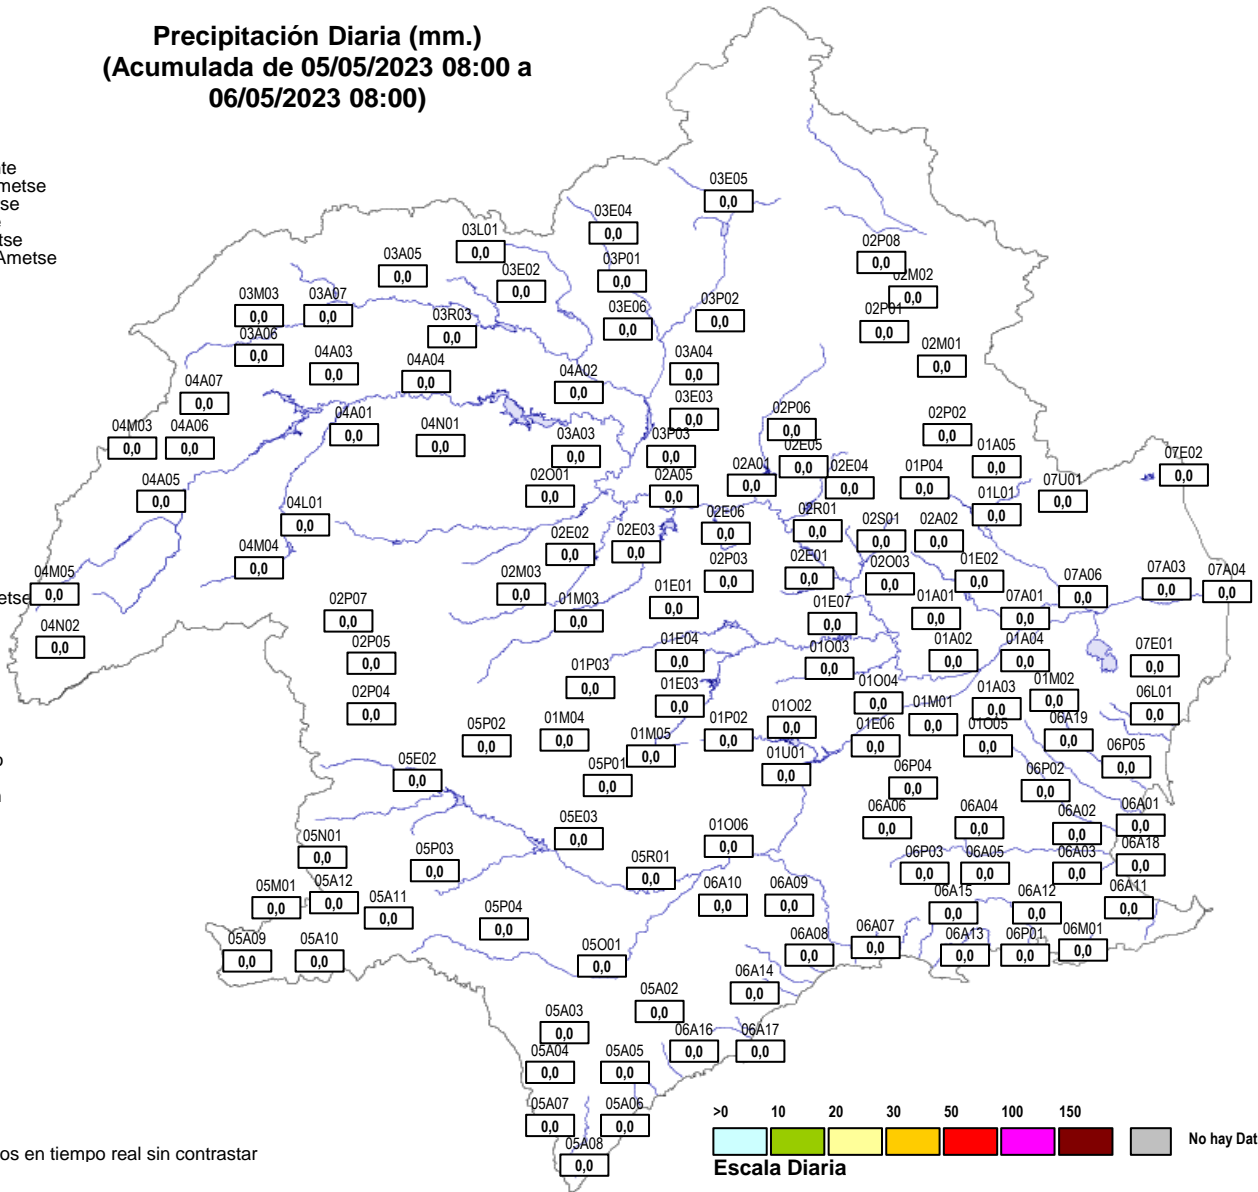 Precipitación Diaria (mm.)
(Acumulada de 05/05/2023 08:00 a
06/05/2023 08:00)
03E05
0,0
03E04
0,0
03L01
0,0
02P08
0,0
03A05
0,0
03P01
0,0
03E02
0,0
02M02
0,0
03M03
0,0
03A07
0,0
03P02
0,0
03E06
0,0
02P01
0,0
03R03
0,0
03A06
0,0
02M01
0,0
04A03
0,0
04A04
0,0
03A04
0,0
04A02
0,0
04A07
0,0
03E03
0,0
02P06
0,0
04A01
0,0
02P02
0,0
04M03
0,0
04A06
0,0
04N01
0,0
03A03
0,0
03P03
0,0
02E05
0,0
01A05
0,0
07E02
0,0
02O01
0,0
02A05
0,0
02A01
0,0
02E04
0,0
01P04
0,0
07U01
0,0
04A05
0,0
01L01
0,0
04L01
0,0
02E06
0,0
02R01
0,0
02S01
0,0
02A02
0,0
02E02
0,0
02E03
0,0
04M04
0,0
02P03
0,0
02E01
0,0
02O03
0,0
01E02
0,0
04M05
0,0
02M03
0,0
07A06
0,0
07A03
0,0
07A04
0,0
01E01
0,0
02P07
0,0
01M03
0,0
01E07
0,0
01A01
0,0
07A01
0,0
04N02
0,0
02P05
0,0
01E04
0,0
01O03
0,0
01A02
0,0
01A04
0,0
07E01
0,0
01P03
0,0
02P04
0,0
01E03
0,0
01O04
0,0
01A03
0,0
01M02
0,0
06L01
0,0
05P02
0,0
01M04
0,0
01P02
0,0
01O02
0,0
01M01
0,0
01E06
0,0
01O05
0,0
06A19
0,0
01M05
0,0
06P05
0,0
05E02
0,0
05P01
0,0
01U01
0,0
06P04
0,0
06P02
0,0
05E03
0,0
06A06
0,0
06A04
0,0
06A02
0,0
06A01
0,0
05N01
0,0
01O06
0,0
05P03
0,0
05R01
0,0
06P03
0,0
06A05
0,0
06A03
0,0
06A18
0,0
05M01
0,0
05A12
0,0
05A11
0,0
06A10
0,0
06A09
0,0
06A15
0,0
06A12
0,0
06A11
0,0
05P04
0,0
05A09
0,0
05A10
0,0
05O01
0,0
06A08
0,0
06A07
0,0
06A13
0,0
06P01
0,0
06M01
0,0
06A14
0,0
05A02
0,0
05A03
0,0
06A16
0,0
06A17
0,0
05A04
0,0
05A05
0,0
05A07
0,0
05A06
0,0
05A08
0,0
>0 10 20 30 50 100 150
No hay Dat
Escala Diaria
os en tiempo real sin contrastar